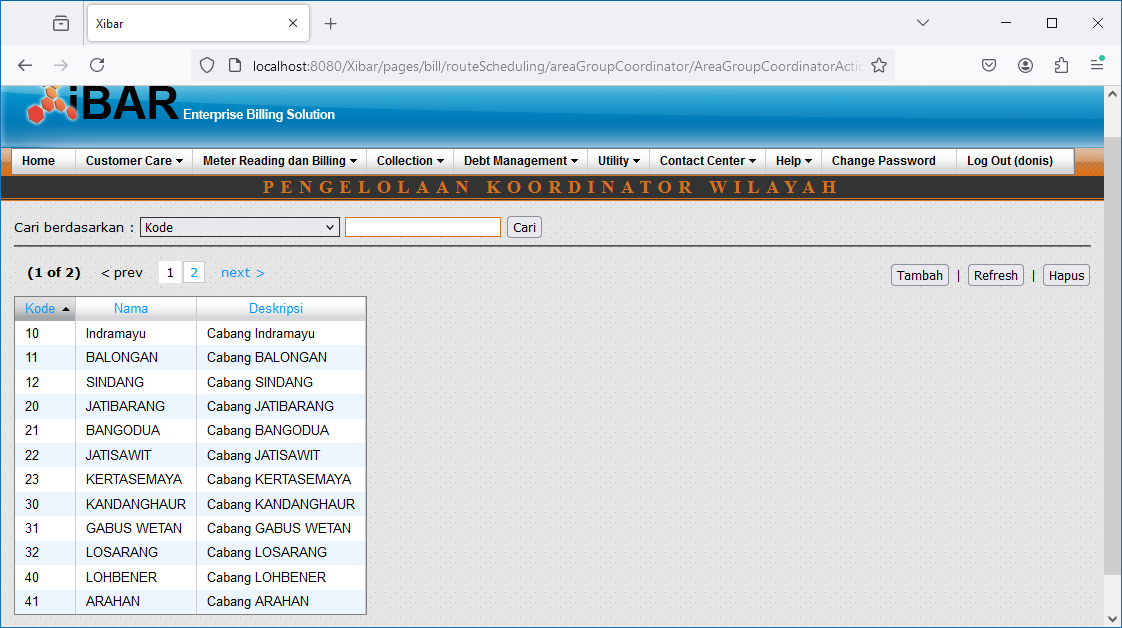 Xibar
localhost:8080/Xibar/pages/bill/routeScheduling/areaGroupCoordinator/AreaGroupCoordinatorActio
iBAR Enterprise Billing Solution
Home Customer Care Meter Reading dan Billing Collection Debt Management Utility Contact Center Help Change Password Log Out (donis)
PENGELOLAAN KOORDINATOR WILAYAH
Cari berdasarkan : Kode Cari
(1 of 2) < prev 1 2 next > Tambah | Refresh | Hapus
Kode Nama Deskripsi
10 Indramayu Cabang Indramayu
11 BALONGAN Cabang BALONGAN
12 SINDANG Cabang SINDANG
20 JATIBARANG Cabang JATIBARANG
21 BANGODUA Cabang BANGODUA
22 JATISAWIT Cabang JATISAWIT
23 KERTASEMAYA Cabang KERTASEMAYA
30 KANDANGHAUR Cabang KANDANGHAUR
31 GABUS WETAN Cabang GABUS WETAN
32 LOSARANG Cabang LOSARANG
40 LOHBENER Cabang LOHBENER
41 ARAHAN Cabang ARAHAN